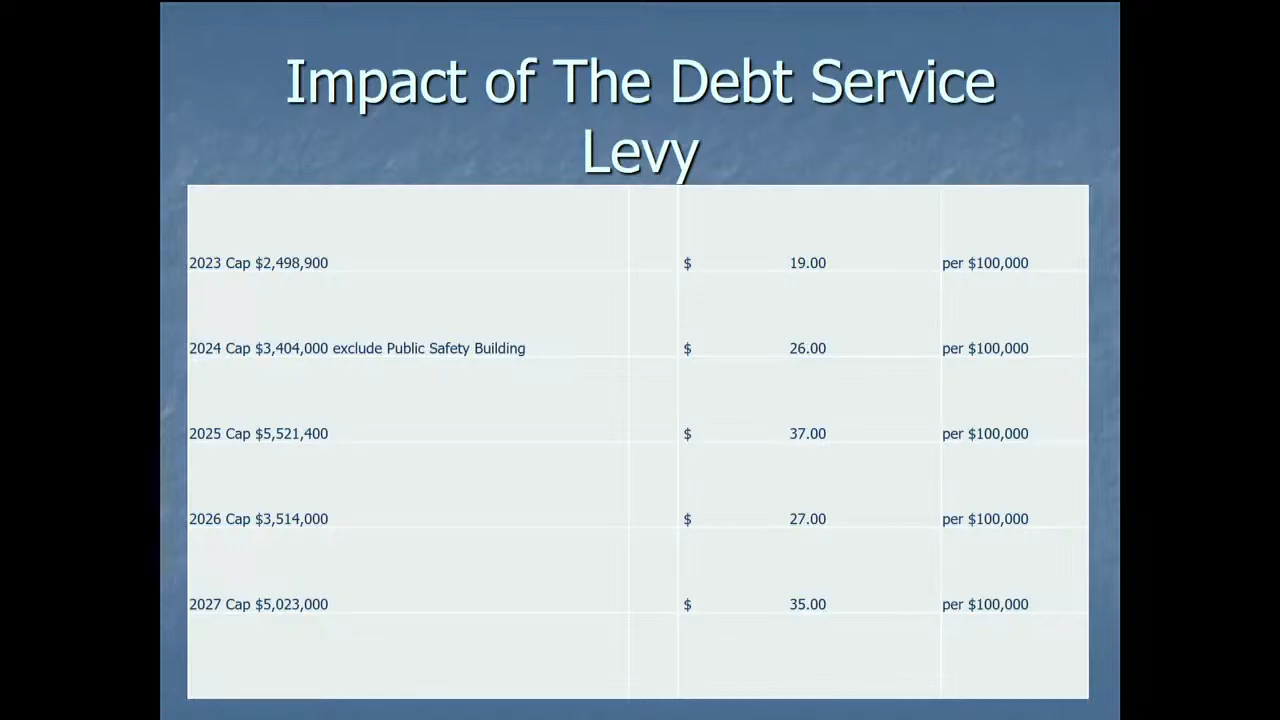 Impact of The Debt Service
Levy
2023 Cap $2,498,900 $ 19.00 per $100,000
2024 Cap $3,404,000 exclude Public Safety Building $ 26.00 per $100,000
2025 Cap $5,521,400 $ 37.00 per $100,000
2026 Cap $3,514,000 $ 27.00 per $100,000
2027 Cap $5,023,000 $ 35.00 per $100,000